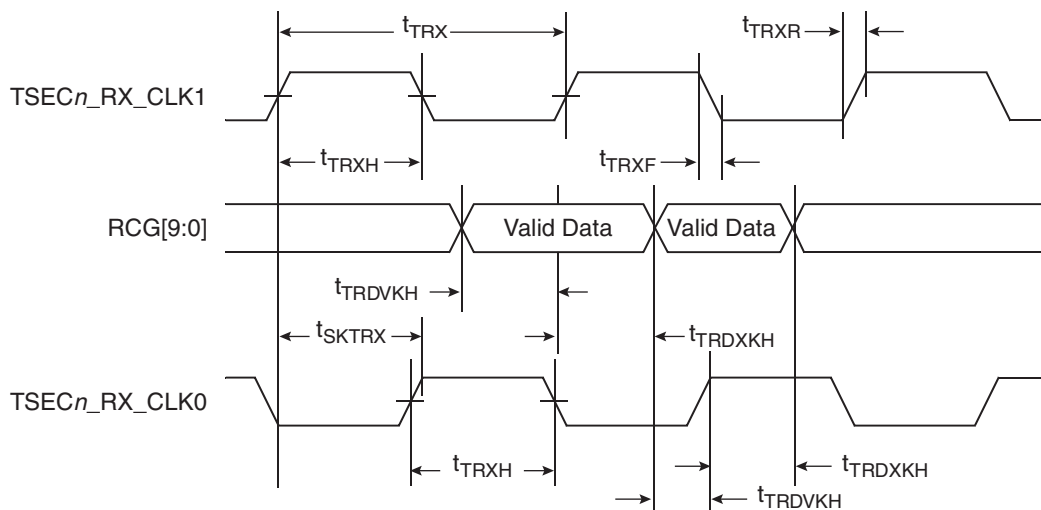 tTRX
tTRXR
TSECn_RX_CLK1
tTRXH
tTRXF
RCG[9:0]
Valid Data
Valid Data
tTRDVKH
tSKTRX
tTRDXKH
TSECn_RX_CLK0
tTRXH
tTRDXKH
tTRDVKH